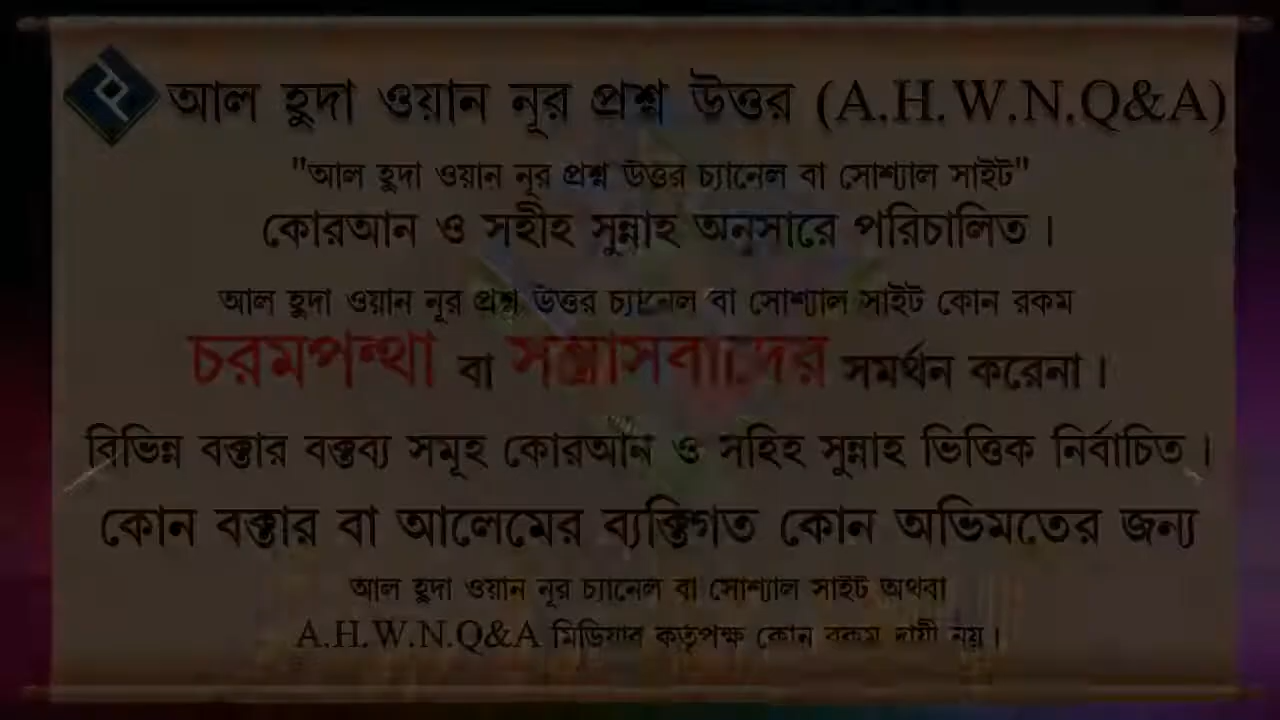 আল হুদা ওয়ান নূর প্রশ্ন উত্তর (A.H.W.N.Q&A)
"আল হুদা ওয়ান নূর প্রশ্ন উত্তর চ্যানেল বা সোশ্যাল সাইট"
কোরআন ও সহীহ সুন্নাহ অনুসারে পরিচালিত।
আল হুদা ওয়ান নূর প্রশ্ন উত্তর চ্যানেল বা সোশ্যাল সাইট কোন রকম
চরমপন্থা বা সন্ত্রাসবাদের সমর্থন করেনা।
বিভিন্ন বক্তার বক্তব্য সমূহ কোরআন ও সহিহ সুন্নাহ ভিত্তিক নির্বাচিত।
কোন বক্তার বা আলেমের ব্যক্তিগত কোন অভিমতের জন্য
আল হুদা ওয়ান নূর চ্যানেল বা সোশ্যাল সাইট অথবা
A.H.W.N.Q&A মিডিয়ার কর্তৃপক্ষ কোন রকম দায়ী নয়।